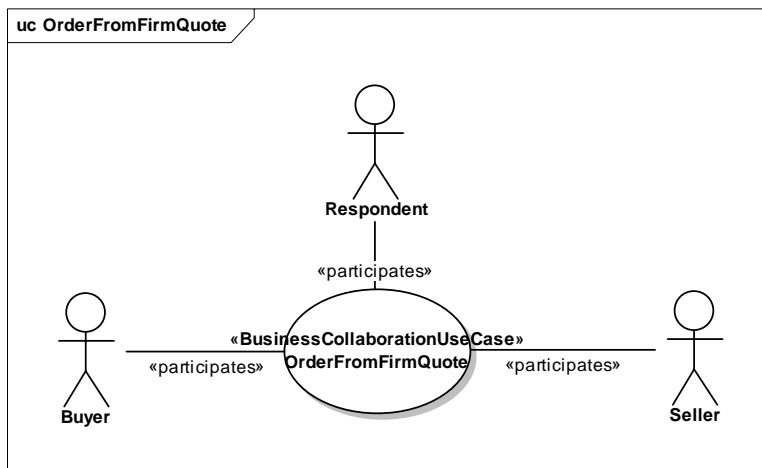 uc OrderFromFirmQuote
Respondent
«participates»
«BusinessCollaborationUseCase»
OrderFromFirmQuote
«participates»
«participates»
Buyer
Seller